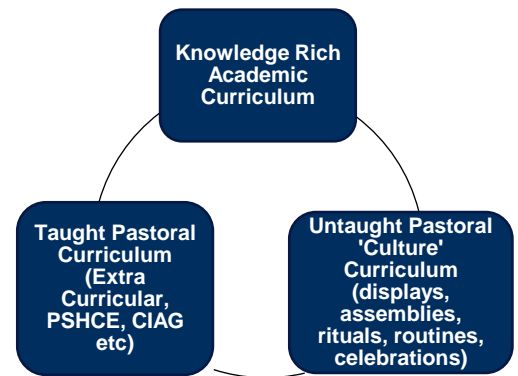 Knowledge Rich
Academic
Curriculum
Taught Pastoral
Curriculum
(Extra
Curricular,
PSHCE, CIAG
etc)
Untaught Pastoral
'Culture'
Curriculum
(displays,
assemblies,
rituals, routines,
celebrations)